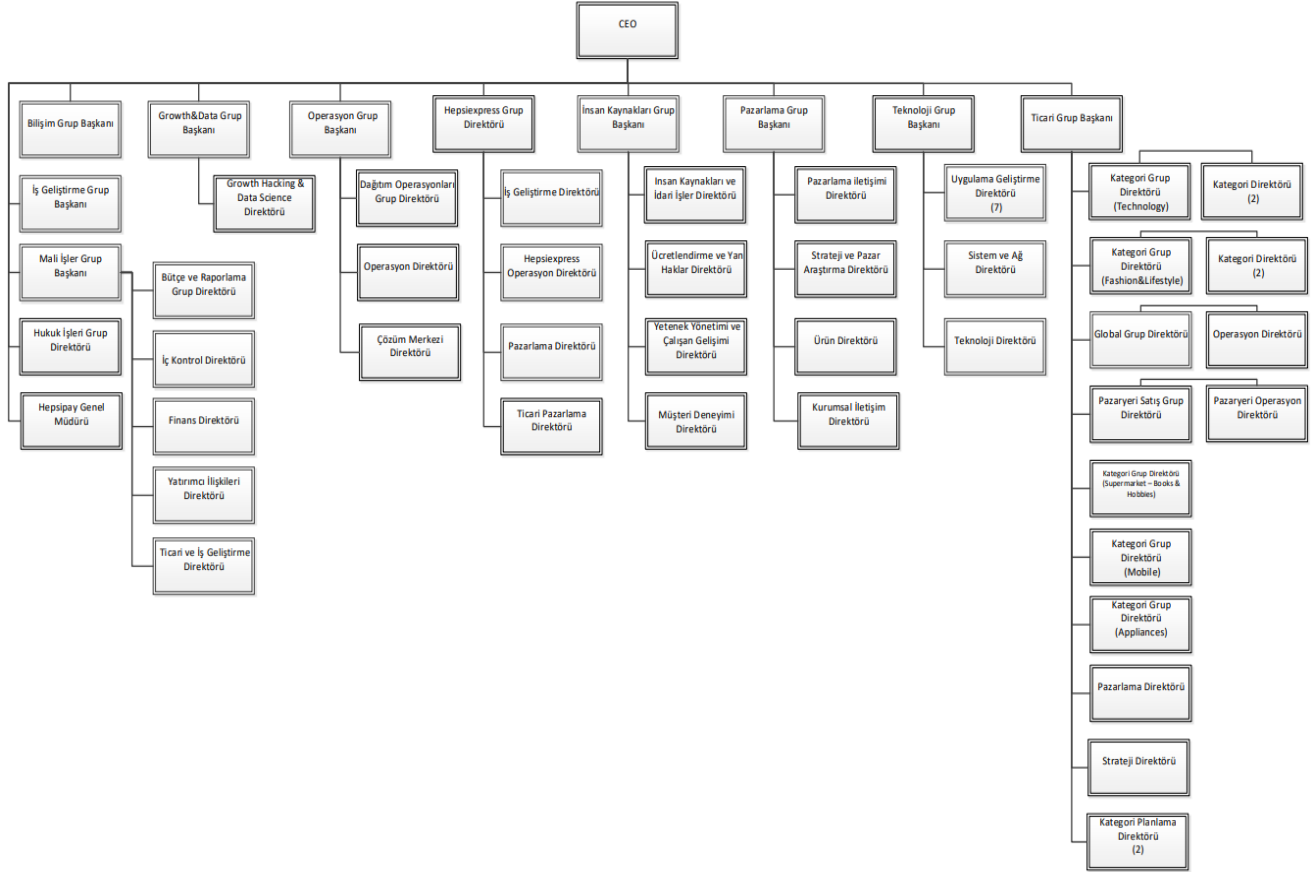 CEO
Bilişim Grup Başkanı
Growth&Data Grup
Başkanı
Operasyon Grup
Başkanı
Hepsiexpress Grup
Direktörü
İnsan Kaynakları Grup
Başkanı
Pazarlama Grup
Başkanı
Teknoloji Grup
Başkanı
Ticari Grup Başkanı
İş Geliştirme Grup
Başkanı
Mali İşler Grup
Başkanı
Hukuk İşleri Grup
Direktörü
Hepsipay Genel
Müdürü
Bütçe ve Raporlama
Grup Direktörü
İç Kontrol Direktörü
Finans Direktörü
Yatırımcı İlişkileri
Direktörü
Ticari ve İş Geliştirme
Direktörü
Growth Hacking &
Data Science
Direktörü
Dağıtım Operasyonları
Grup Direktörü
Operasyon Direktörü
Çözüm Merkezi
Direktörü
İş Geliştirme Direktörü
Hepsiexpress
Operasyon Direktörü
Pazarlama Direktörü
Ticari Pazarlama
Direktörü
Insan Kaynakları ve
İdari İşler Direktörü
Ücretlendirme ve Yan
Haklar Direktörü
Yetenek Yönetimi ve
Çalışan Gelişimi
Direktörü
Müşteri Deneyimi
Direktörü
Pazarlama iletişimi
Direktörü
Strateji ve Pazar
Araştırma Direktörü
Ürün Direktörü
Kurumsal İletişim
Direktörü
Uygulama Geliştirme
Direktörü
(7)
Sistem ve Ağ
Direktörü
Teknoloji Direktörü
Kategori Grup
Direktörü
(Technology)
Kategori Direktörü
(2)
Kategori Grup
Direktörü
(Fashion&Lifestyle)
Kategori Direktörü
(2)
Global Grup Direktörü
Operasyon Direktörü
Pazaryeri Satış Grup
Direktörü
Pazaryeri Operasyon
Direktörü
Kategori Grup Direktörü
(Supermarket – Books &
Hobbies)
Kategori Grup
Direktörü
(Mobile)
Kategori Grup
Direktörü
(Appliances)
Pazarlama Direktörü
Strateji Direktörü
Kategori Planlama
Direktörü
(2)